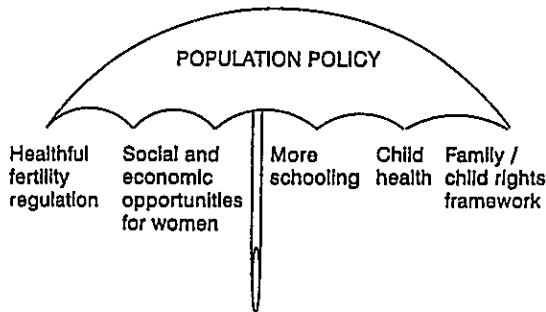 POPULATION POLICY
Healthful
fertility
regulation
Social and
economic
opportunities
for women
More
schooling
Child
health
Family /
child rights
framework